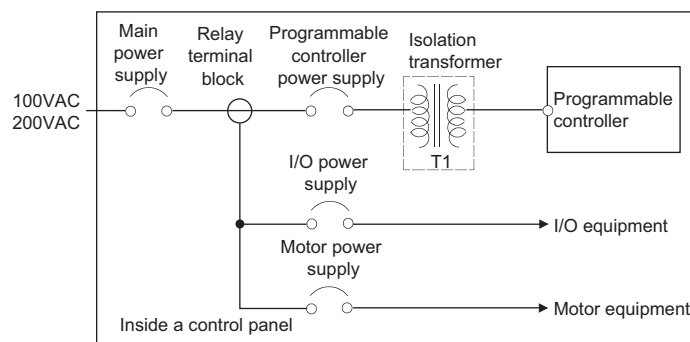 Main
power
supply
Relay
terminal
block
Programmable
controller
power supply
Isolation
transformer
100VAC
200VAC
Programmable
controller
T1
I/O power
supply
I/O equipment
Motor power
supply
Motor equipment
Inside a control panel